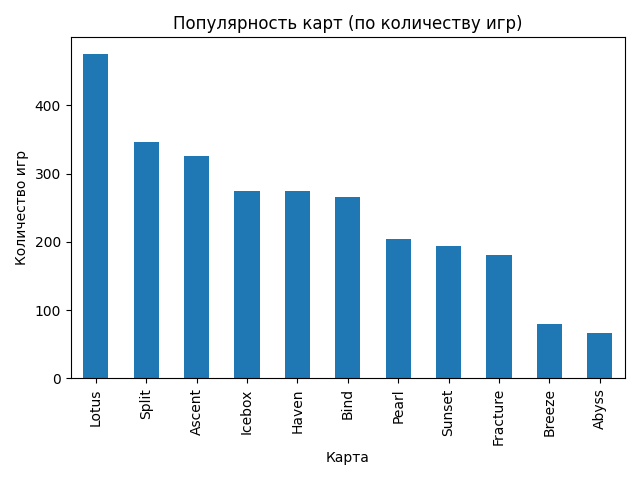 Популярность карт (по количеству игр)
Количество игр
400
300
200
100
0
Lotus
Split
Ascent
Icebox
Haven
Bind
Pearl
Sunset
Fracture
Breeze
Abyss
Карта